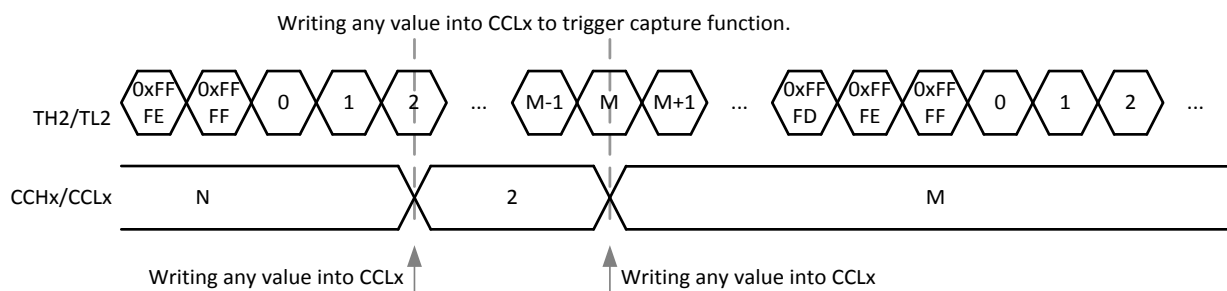 Writing any value into CCLx to trigger capture function.
TH2/TL2 0xFF FE 0xFF FF 0 1 2 ... M-1 M M+1 ... 0xFF FD 0xFF FE 0xFF FF 0 1 2 ...
CCHx/CCLx N 2 M
Writing any value into CCLx Writing any value into CCLx